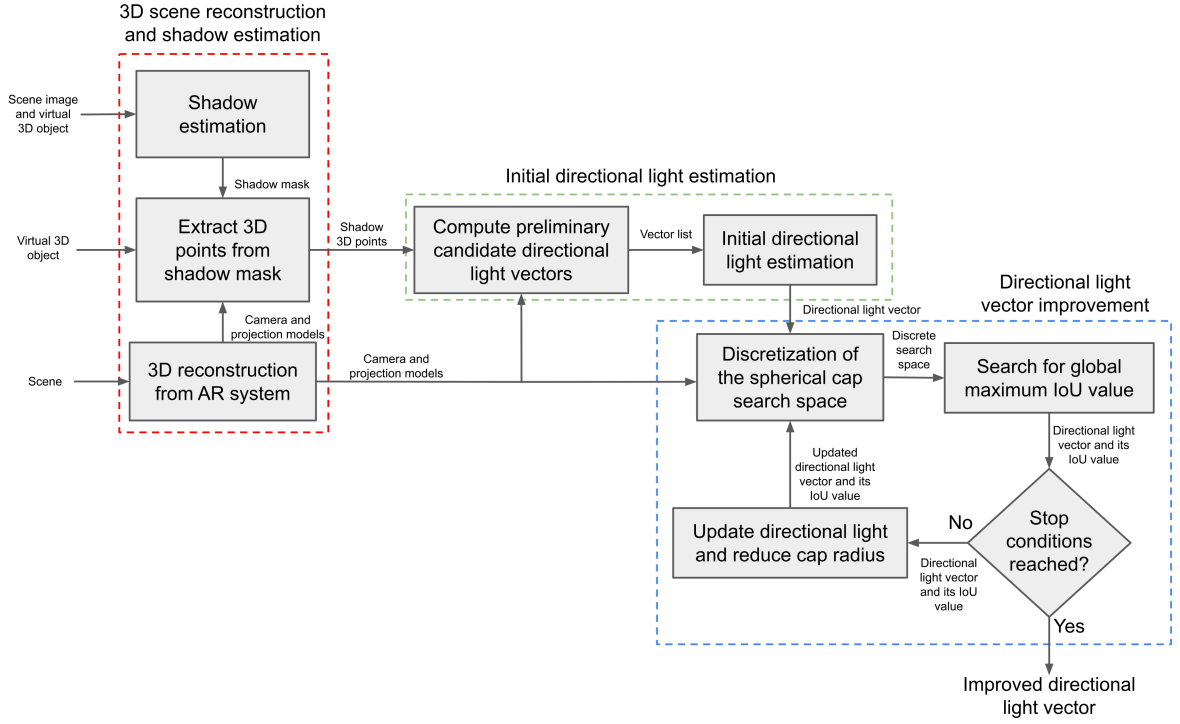 3D scene reconstruction
and shadow estimation
Scene image
and virtual
3D object
Shadow
estimation
Shadow mask
Virtual 3D
object
Extract 3D
points from
shadow mask
Shadow
3D points
Camera and
projection models
Scene
3D reconstruction
from AR system
Camera and
projection models
Initial directional light estimation
Compute preliminary
candidate directional
light vectors
Vector list
Initial directional
light estimation
Directional light vector
Directional light
vector improvement
Discretization of
the spherical cap
search space
Discrete
search
space
Search for global
maximum IoU value
Directional light
vector and its
IoU value
Stop
conditions
reached?
No
Directional
light vector
and its IoU
value
Update directional light
and reduce cap radius
Updated
directional light
vector and its
IoU value
Yes
Improved directional
light vector